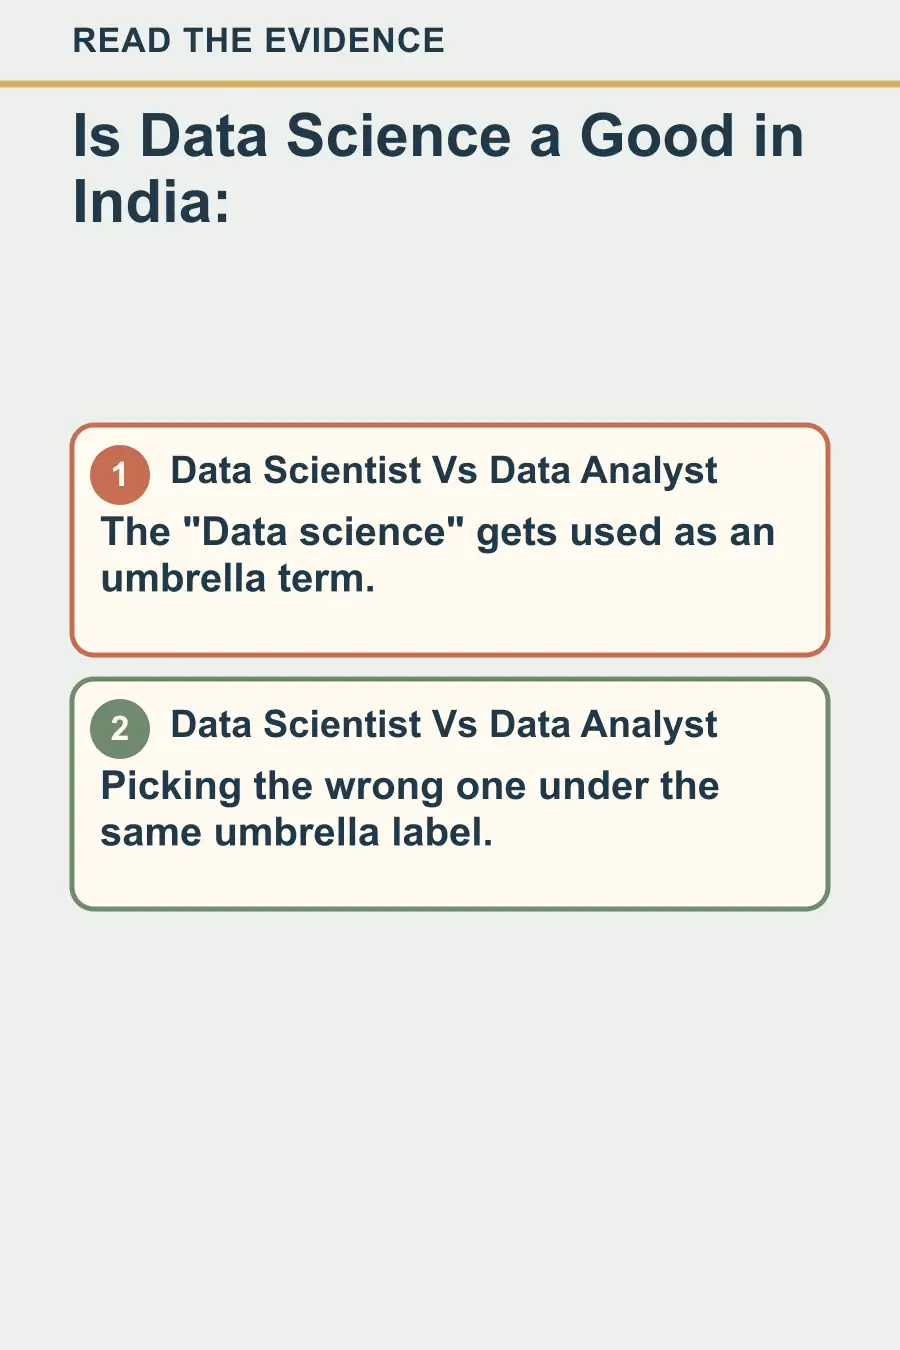 READ THE EVIDENCE
Is Data Science a Good in
India:
1
Data Scientist Vs Data Analyst
The "Data science" gets used as an
umbrella term.
2
Data Scientist Vs Data Analyst
Picking the wrong one under the
same umbrella label.